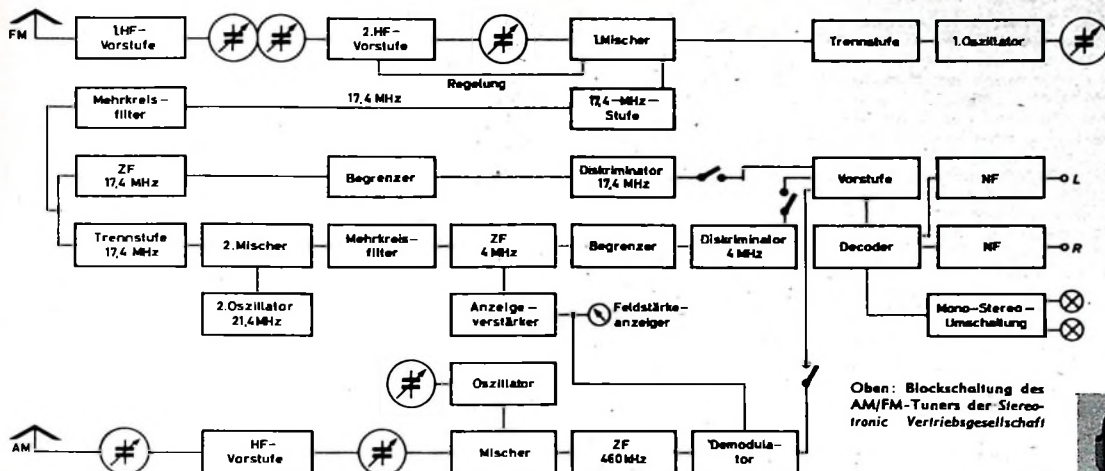 FM
1.HF-
Vorstufe
2.HF-
Vorstufe
1.Mischer
Trennstufe
1.Oszillator
Regelung
Mehrkreis-
filter
17,4 MHz
17,4-MHz-
Stufe
ZF
17,4 MHz
Begrenzer
Diskriminator
17,4 MHz
Vorstufe
NF
L
Trennstufe
17,4 MHz
2.Mischer
Mehrkreis-
filter
ZF
4 MHz
Begrenzer
Diskriminator
4 MHz
Decoder
NF
R
2.Oszillator
21,4 MHz
Anzeige-
verstärker
Feldstärke-
anzeiger
Mono-Stereo-
Umschaltung
Oszillator
AM
HF-
Vorstufe
Mischer
ZF
460 kHz
Demodula-
tor
Oben: Blockschaltung des
AM/FM-Tuners der Stereo-
tronic Vertriebsgesellschaft